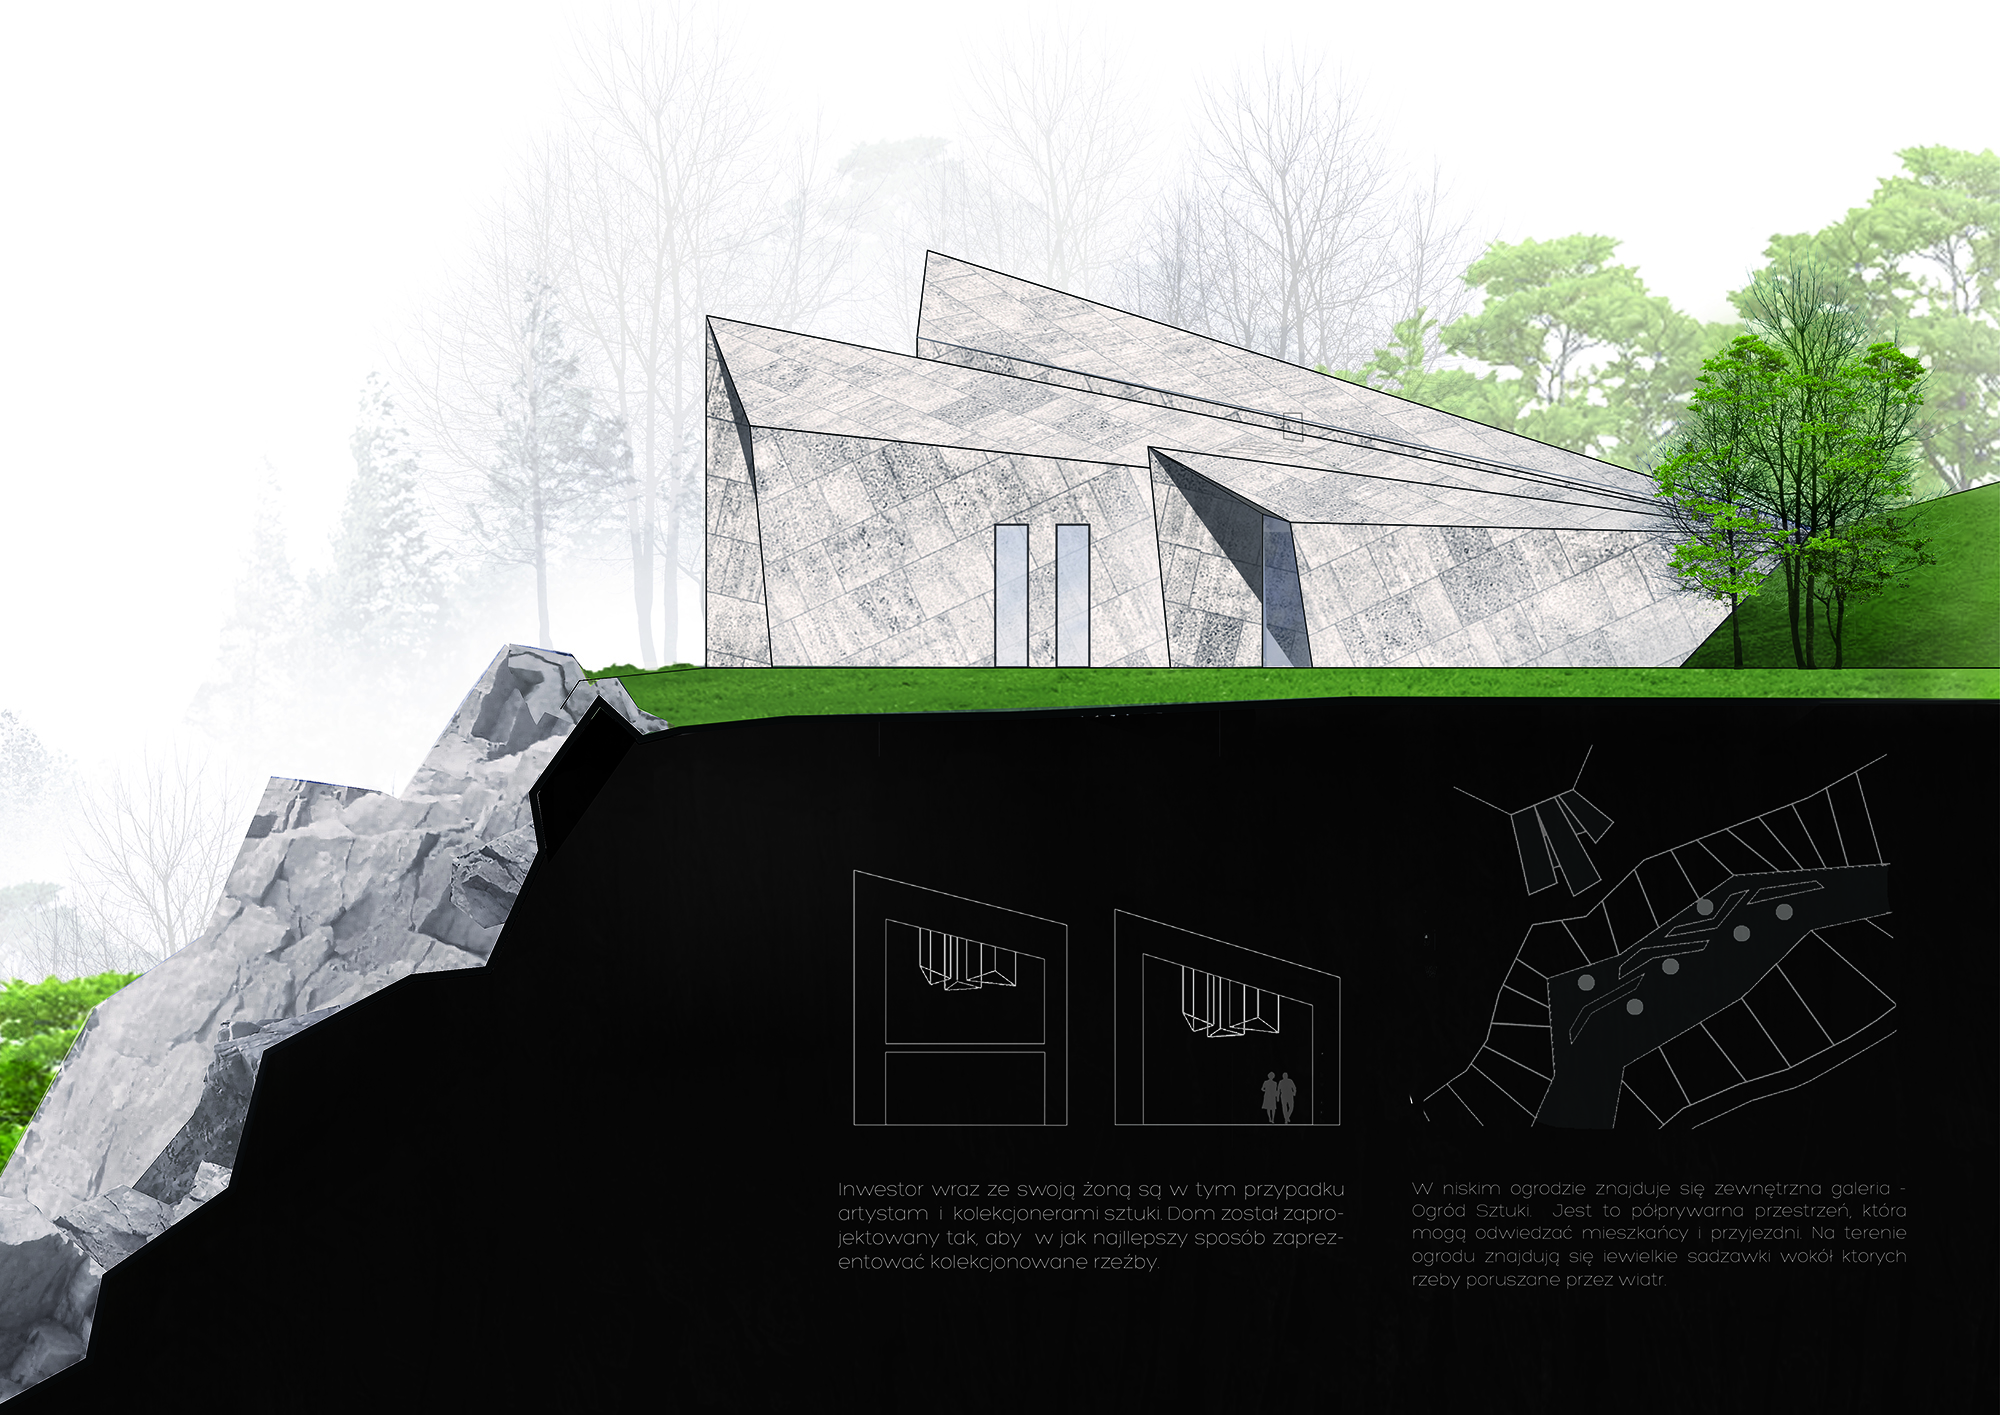 Inwestor wraz ze swoją żoną są w tym przypadku
artystam i kolekcjonerami sztuki. Dom został zapro-
jektowany tak, aby w jak najllepszy sposób zaprez-
entować kolekcjonowane rzeźby.
W niskim ogrodzie znajduje się zewnętrzna galeria -
Ogród Sztuki. Jest to półprywarna przestrzeń, która
mogą odwiedzać mieszkańcy i przyjezdni. Na terenie
ogrodu znajdują się iewielkie sadzawki wokół ktorych
rzeby poruszane przez wiatr.